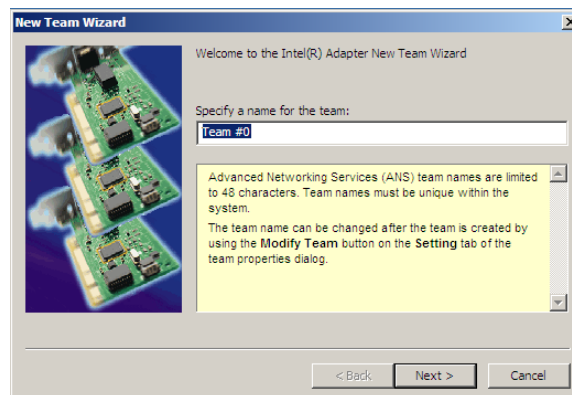 New Team Wizard
Welcome to the Intel(R) Adapter New Team Wizard
Specify a name for the team:
Team #0
Advanced Networking Services (ANS) team names are limited
to 48 characters. Team names must be unique within the
system.
The team name can be changed after the team is created by
using the Modify Team button on the Setting tab of the
team properties dialog.
< Back
Next >
Cancel